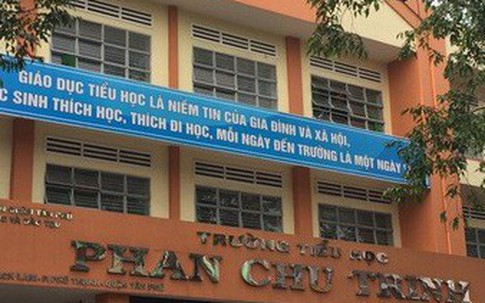 GIÁO DỤC TIỂU HỌC LÀ NIỀM TIN CỦA GIA ĐÌNH VÀ XÃ HỘI,
SINH THÍCH HỌC, THÍCH ĐI HỌC, MỖI NGÀY ĐẾN TRƯỜNG LÀ MỘT NGÀY
TRƯỜNG TIỂU HỌC
PHAN CHU TRINH